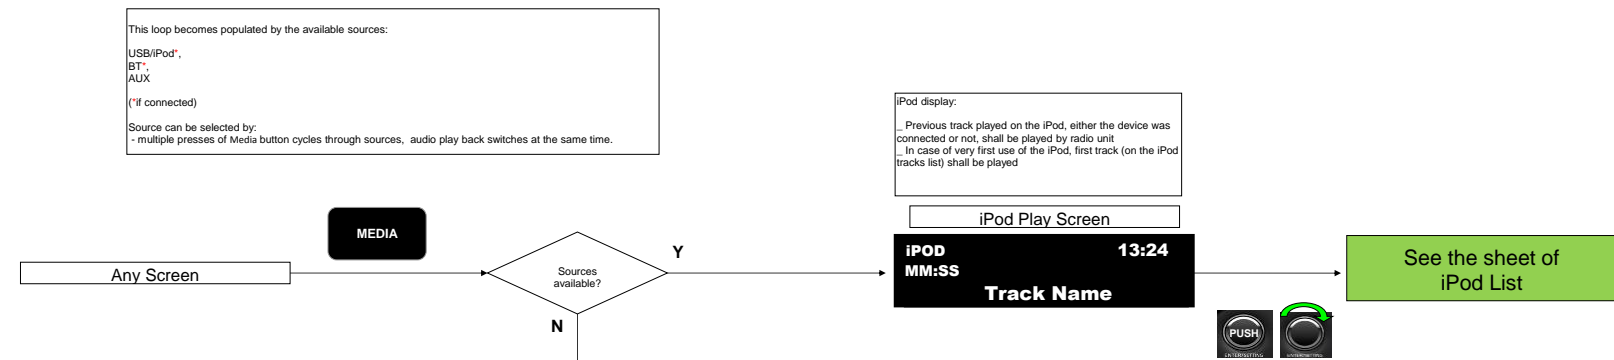 This loop becomes populated by the available sources:
USB/iPod*,
BT*,
AUX
(*if connected)
Source can be selected by:
- multiple presses of Media button cycles through sources, audio play back switches at the same time.
iPod display:
_ Previous track played on the iPod, either the device was
connected or not, shall be played by radio unit
_ In case of very first use of the iPod, first track (on the iPod
tracks list) shall be played
MEDIA
Any Screen
Sources
available?
Y
N
iPod Play Screen
iPOD 13:24
MM:SS
Track Name
See the sheet of
iPod List
PUSH
ENTER/SETTING
ENTER/SETTING